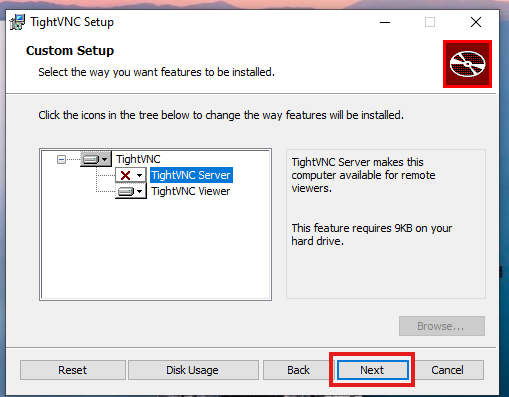 TightVNC Setup
Custom Setup
Select the way you want features to be installed.
Click the icons in the tree below to change the way features will be installed.
TightVNC
TightVNC Server
TightVNC Viewer
TightVNC Server makes this
computer available for remote
viewers.
This feature requires 9KB on your
hard drive.
Browse...
Reset
Disk Usage
Back
Next
Cancel